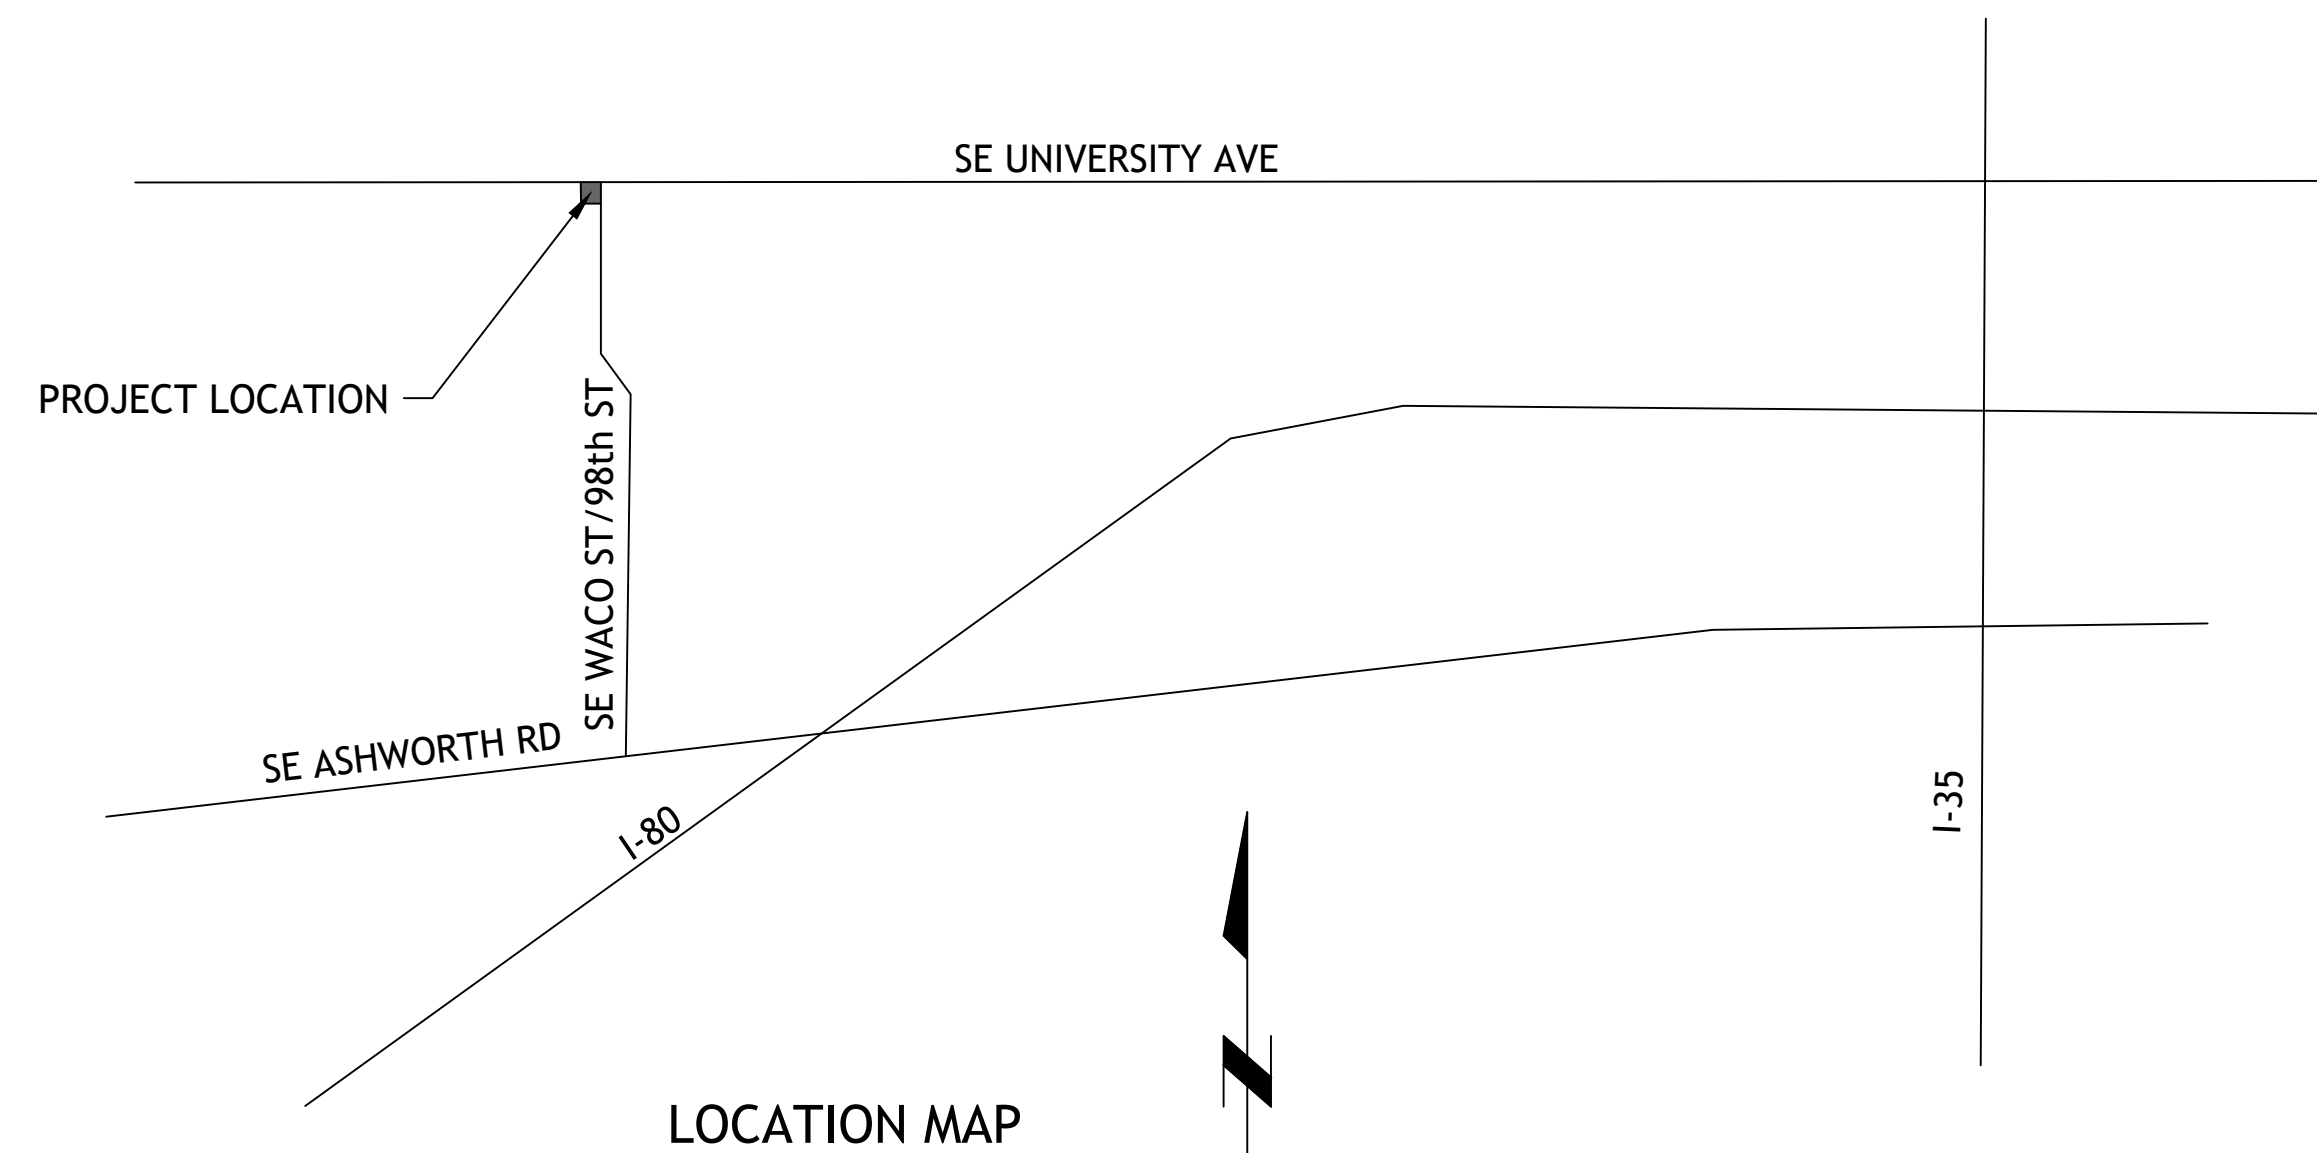 SE UNIVERSITY AVE
PROJECT LOCATION
SE WACO ST/98th ST
SE ASHWORTH RD
I-80
I-35
N
LOCATION MAP